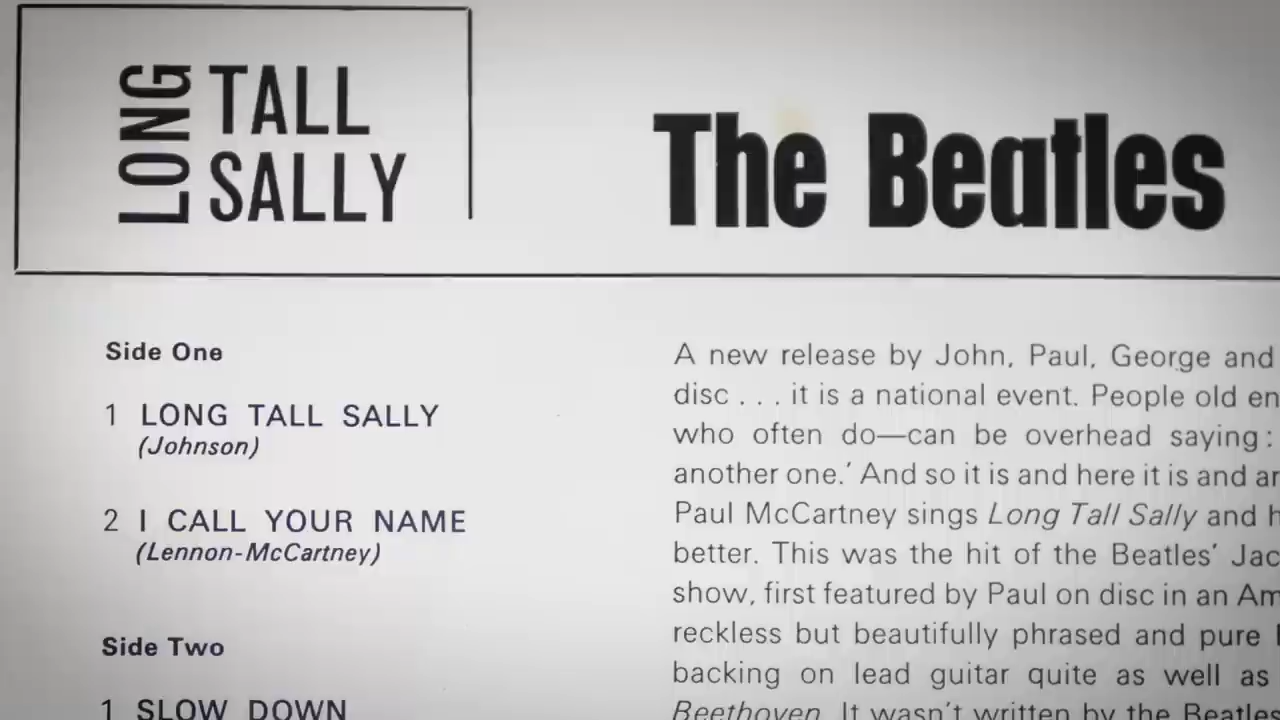 LONG TALL SALLY
The Beatles
Side One
1 LONG TALL SALLY
(Johnson)
2 I CALL YOUR NAME
(Lennon-McCartney)
Side Two
1 SLOW DOWN
A new release by John, Paul, George and
disc . . . it is a national event. People old en
who often do—can be overhead saying:
another one.’ And so it is and here it is and ar
Paul McCartney sings Long Tall Sally and h
better. This was the hit of the Beatles’ Jac
show, first featured by Paul on disc in an Am
reckless but beautifully phrased and pure
backing on lead guitar quite as well as
Beethoven. It wasn’t written by the Beatles